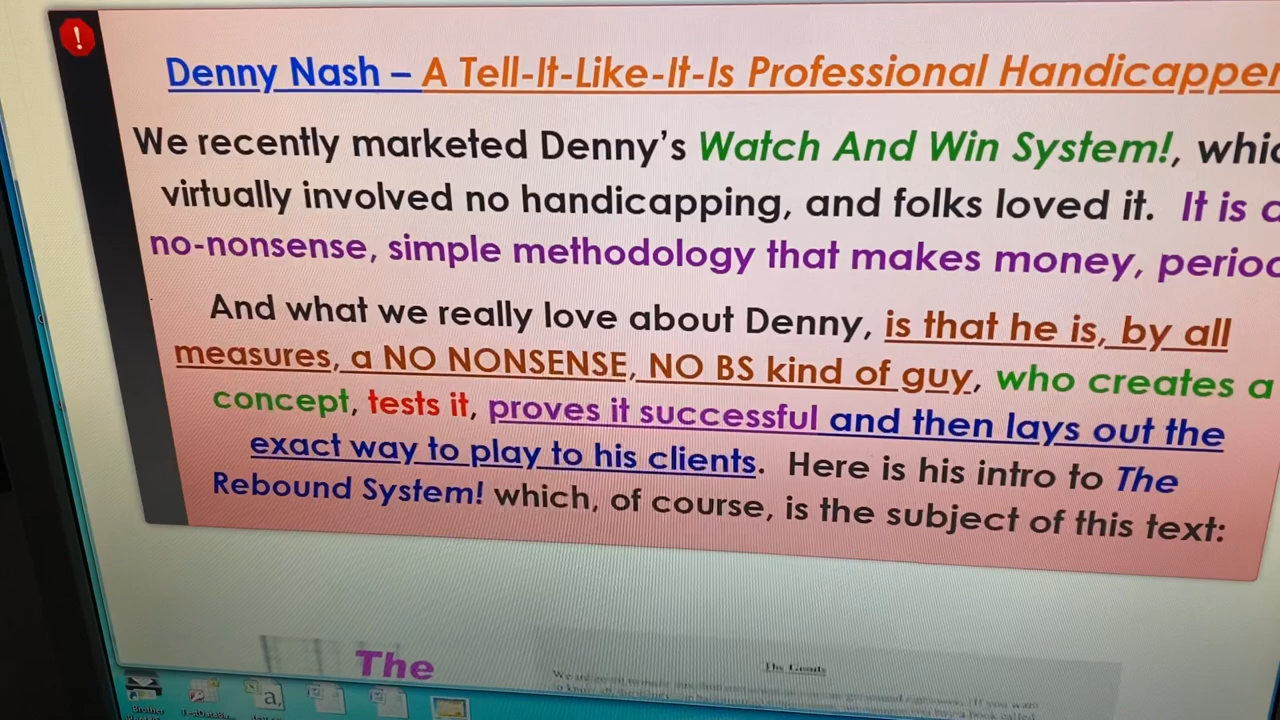 Denny Nash – A Tell-It-Like-It-Is Professional Handicapper
We recently marketed Denny's Watch And Win System!, whic
virtually involved no handicapping, and folks loved it. It is
no-nonsense, simple methodology that makes money, period
And what we really love about Denny, is that he is, by all
measures, a NO NONSENSE, NO BS kind of guy, who creates a
concept, tests it, proves it successful and then lays out the
exact way to play to his clients. Here is his intro to The
Rebound System! which, of course, is the subject of this text:
The
The Goods
Brother